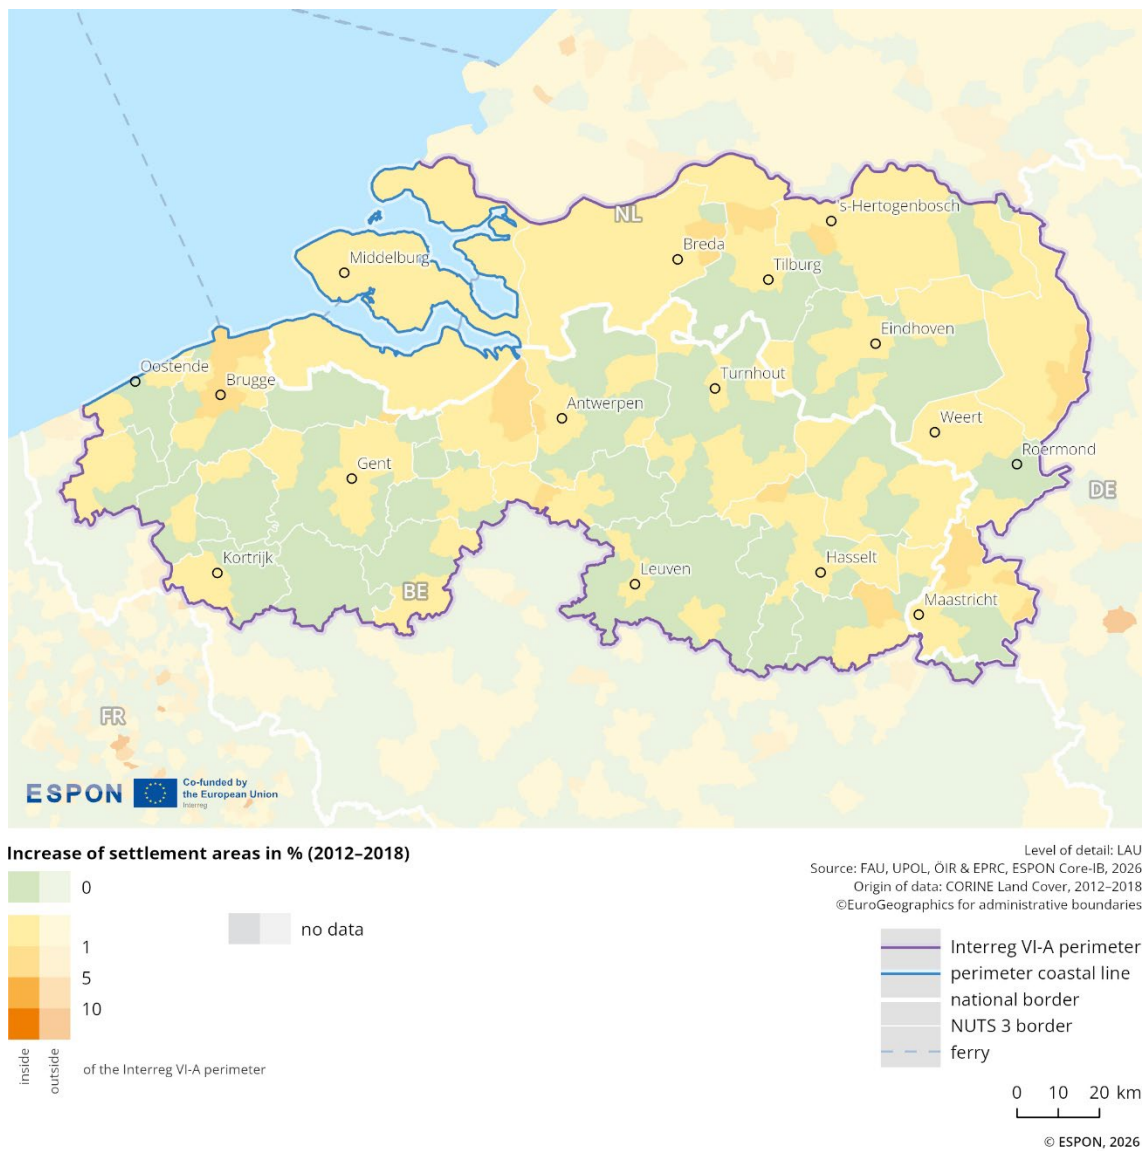 NL
's-Hertogenbosch
Breda
Middelburg
Tilburg
Eindhoven
Oostende
Brugge
Turnhout
Antwerpen
Weert
Roermond
Gent
DE
Kortrijk
Leuven
Hasselt
BE
Maastricht
FR
ESPON
Co-funded by
the European Union
Interreg
Increase of settlement areas in % (2012–2018)
0
1
5
10
no data
inside
outside
of the Interreg VI-A perimeter
Level of detail: LAU
Source: FAU, UPOL, ÖIR & EPRC, ESPON Core-IB, 2026
Origin of data: CORINE Land Cover, 2012–2018
©EuroGeographics for administrative boundaries
Interreg VI-A perimeter
perimeter coastal line
national border
NUTS 3 border
ferry
0 10 20 km
© ESPON, 2026